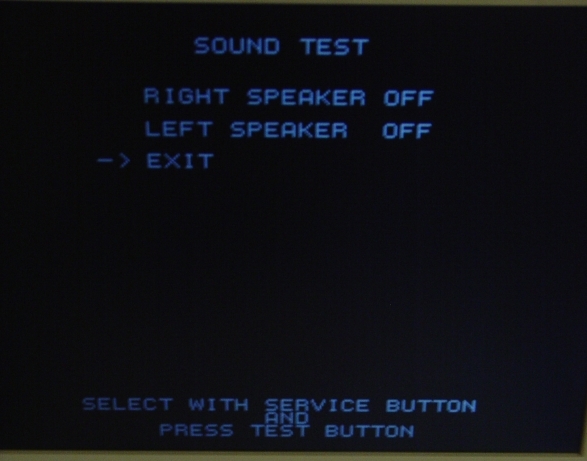 SOUND TEST
RIGHT SPEAKER OFF
LEFT SPEAKER OFF
-> EXIT
SELECT WITH SERVICE BUTTON
AND
PRESS TEST BUTTON